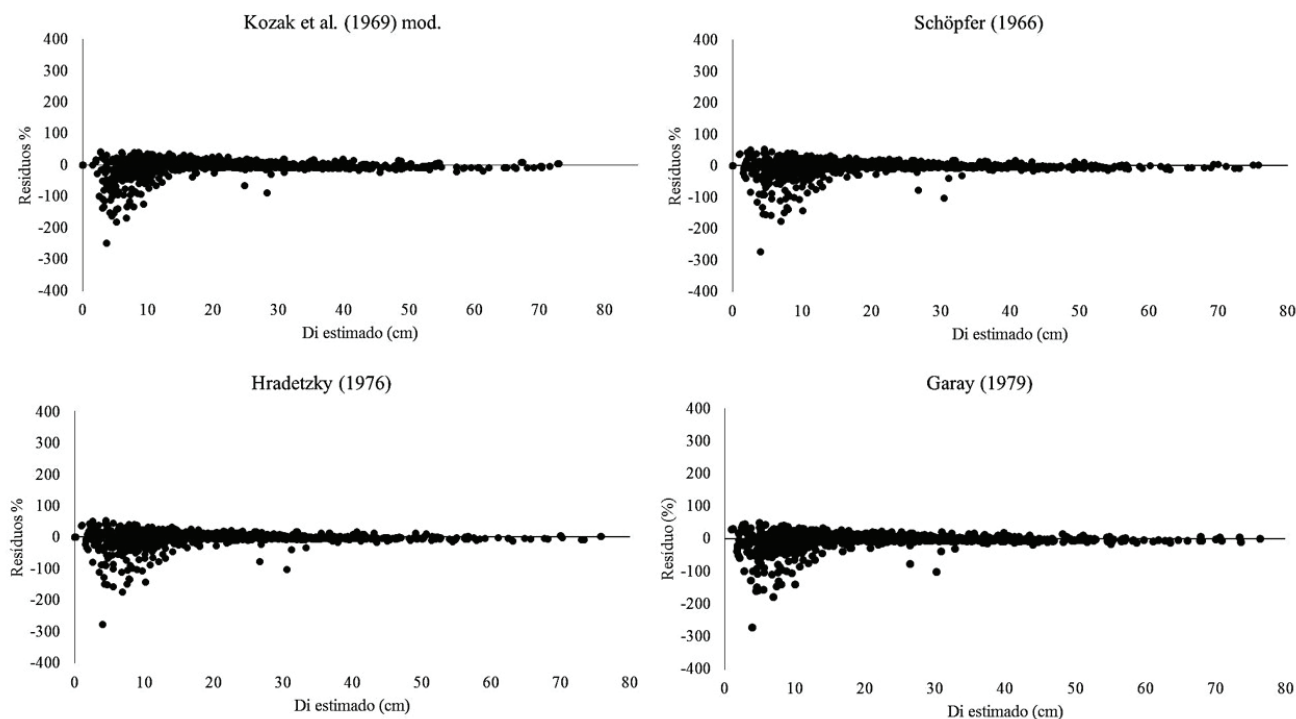 Kozak et al. (1969) mod.
400
300
200
100
0
-100
-200
-300
-400
Resíduos %
0 10 20 30 40 50 60 70 80
Di estimado (cm)
Schöpfer (1966)
400
300
200
100
0
-100
-200
-300
-400
Resíduos %
0 10 20 30 40 50 60 70 80
Di estimado (cm)
Hradetzky (1976)
400
300
200
100
0
-100
-200
-300
-400
Resíduos %
0 10 20 30 40 50 60 70 80
Di estimado (cm)
Garay (1979)
400
300
200
100
0
-100
-200
-300
-400
Resíduo (%)
0 10 20 30 40 50 60 70 80
Di estimado (cm)